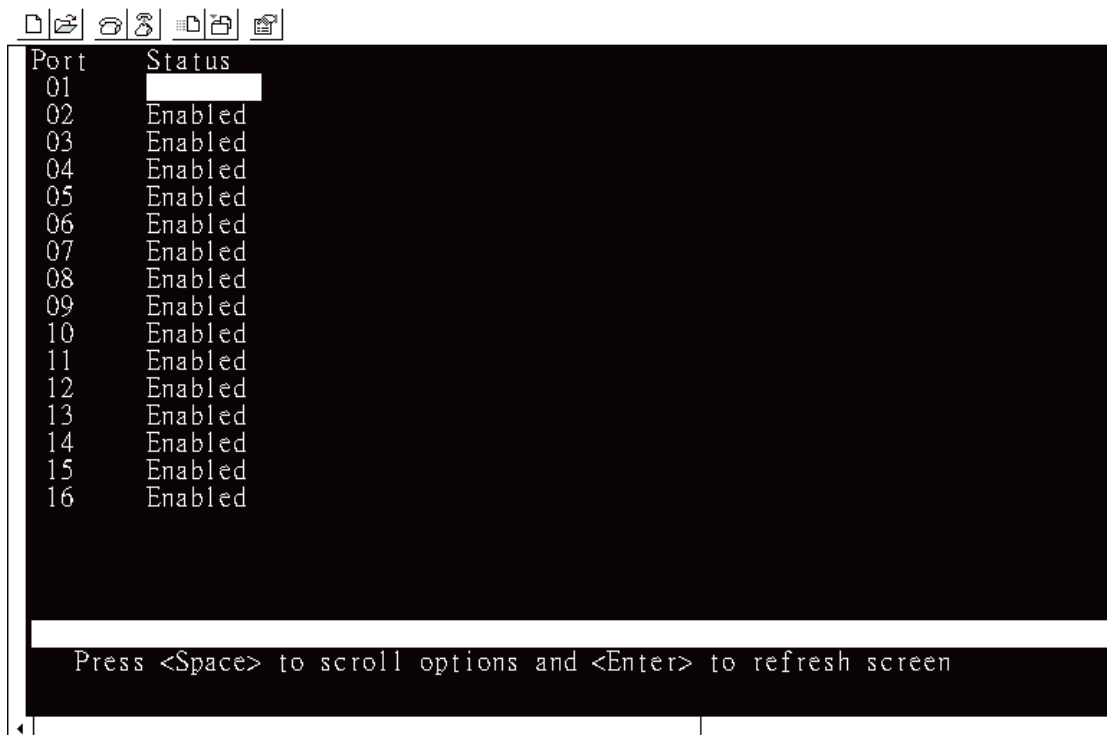 Port Status
01
02 Enabled
03 Enabled
04 Enabled
05 Enabled
06 Enabled
07 Enabled
08 Enabled
09 Enabled
10 Enabled
11 Enabled
12 Enabled
13 Enabled
14 Enabled
15 Enabled
16 Enabled
Press <Space> to scroll options and <Enter> to refresh screen